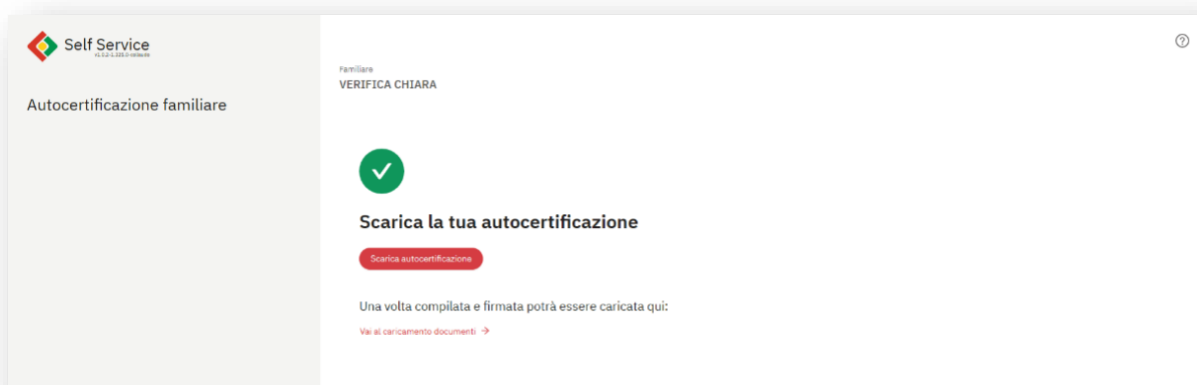 Self Service
Autocertificazione familiare
Familiare
VERIFICA CHIARA
Scarica la tua autocertificazione
Scarica autocertificazione
Una volta compilata e firmata potrà essere caricata qui:
Vai al caricamento documenti →